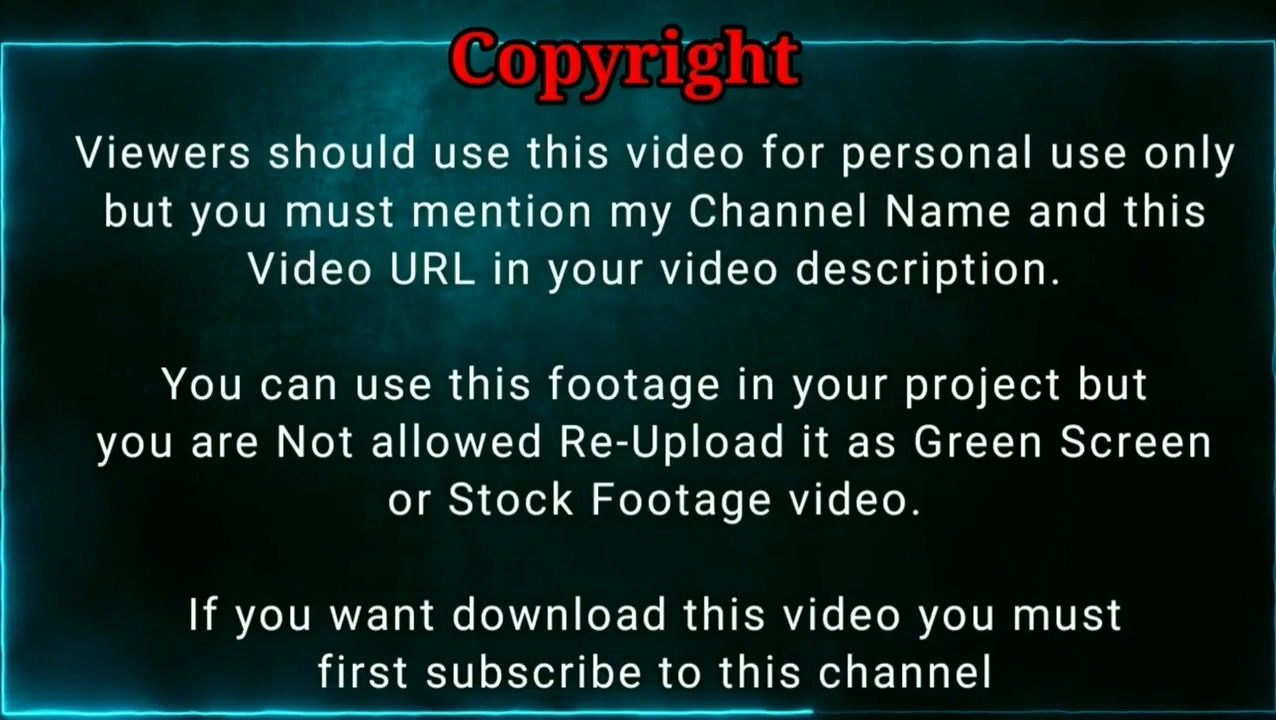 Copyright
Viewers should use this video for personal use only
but you must mention my Channel Name and this
Video URL in your video description.
You can use this footage in your project but
you are Not allowed Re-Upload it as Green Screen
or Stock Footage video.
If you want download this video you must
first subscribe to this channel